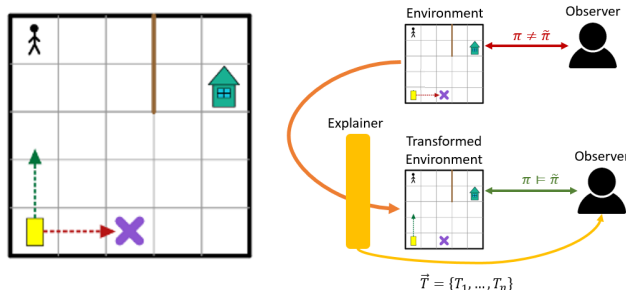 Environment
Observer
π ≠ π̃
Explainer
Transformed
Environment
Observer
π ⊨ π̃
T⃗ = {T₁, …, Tₙ}